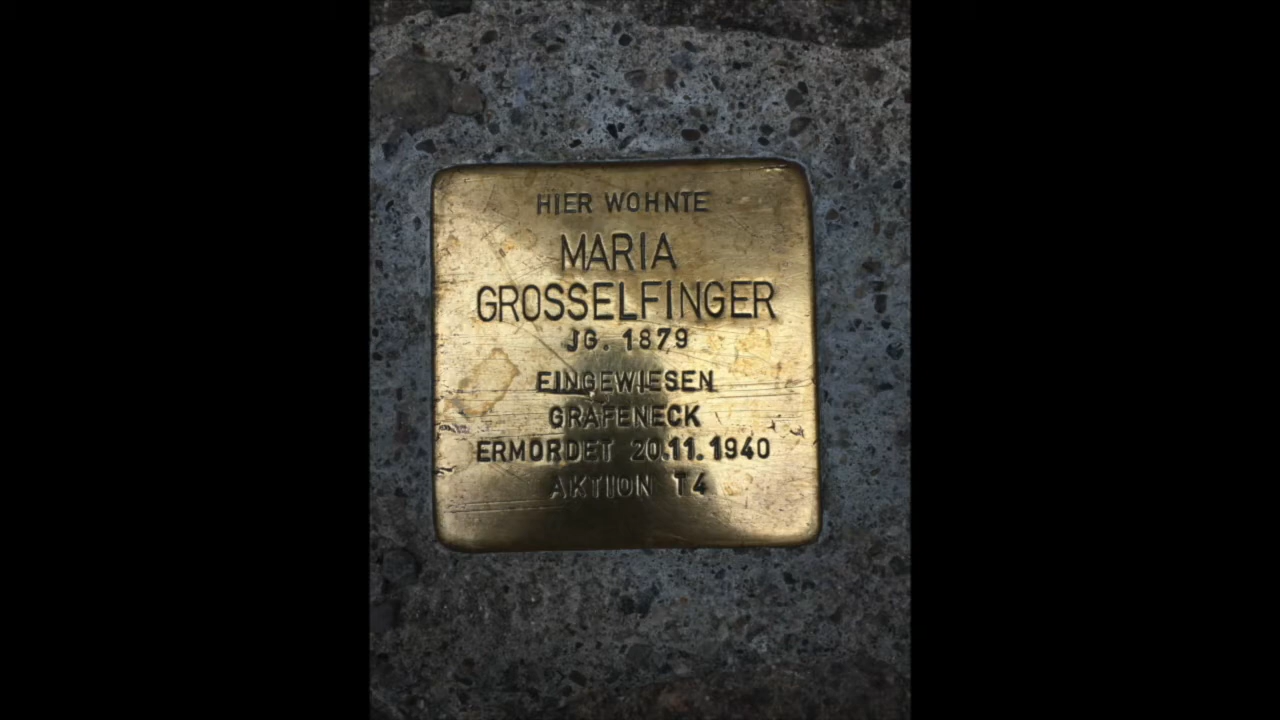 HIER WOHNTE
MARIA
GROSSELFINGER
JG. 1879
EINGEWIESEN
GRAFENECK
ERMORDET 20.11.1940
AKTION T4